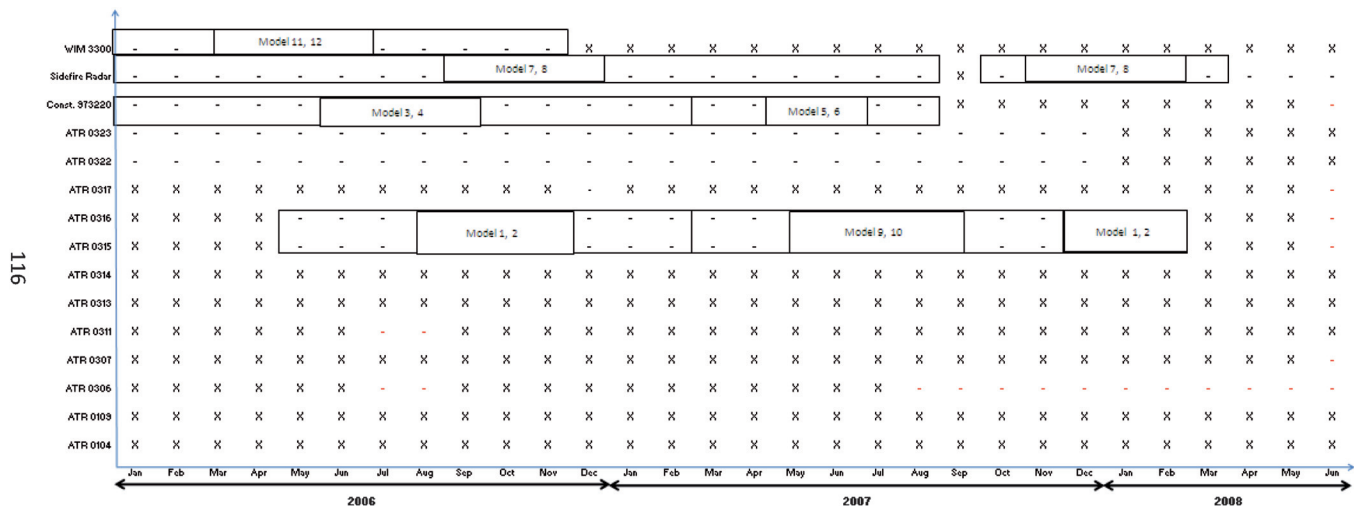 WIM 3300 - - Model 11, 12 - - - - - X X X X X X X X X X X X X X X X X X X
Sidefire Radar - - - - - - - - Model 7, 8 - - - - - - - - X - Model 7, 8 - - - -
Const. 973220 - - - - - Model 3, 4 - - - - - - - Model 5, 6 - - X X X X X X X X X -
ATR 0323 - - - - - - - - - - - - - - - - - - - - - - - - X X X X X X
ATR 0322 - - - - - - - - - - - - - - - - - - - - - - - - X X X X X X
ATR 0317 X X X X X X X X X X X - X X X X X X X X X X X X X X X X X -
ATR 0316 X X X X - - - - - - - - - - X X X -
Model 1, 2 Model 9, 10 Model 1, 2
ATR 0315 X X X X - - - - - - - - - - X X X -
ATR 0314 X X X X X X X X X X X X X X X X X X X X X X X X X X X X X X
ATR 0313 X X X X X X X X X X X X X X X X X X X X X X X X X X X X X X
ATR 0311 X X X X X X - - X X X X X X X X X X X X X X X X X X X X X X
ATR 0307 X X X X X X X X X X X X X X X X X X X X X X X X X X X X X -
ATR 0306 X X X X X X - - X X X X X X X X X X X - - - - - - - - - - -
ATR 0109 X X X X X X X X X X X X X X X X X X X X X X X X X X X X X X
ATR 0104 X X X X X X X X X X X X X X X X X X X X X X X X X X X X X X
Jan Feb Mar Apr May Jun Jul Aug Sep Oct Nov Dec Jan Feb Mar Apr May Jun Jul Aug Sep Oct Nov Dec Jan Feb Mar Apr May Jun
2006 2007 2008
116